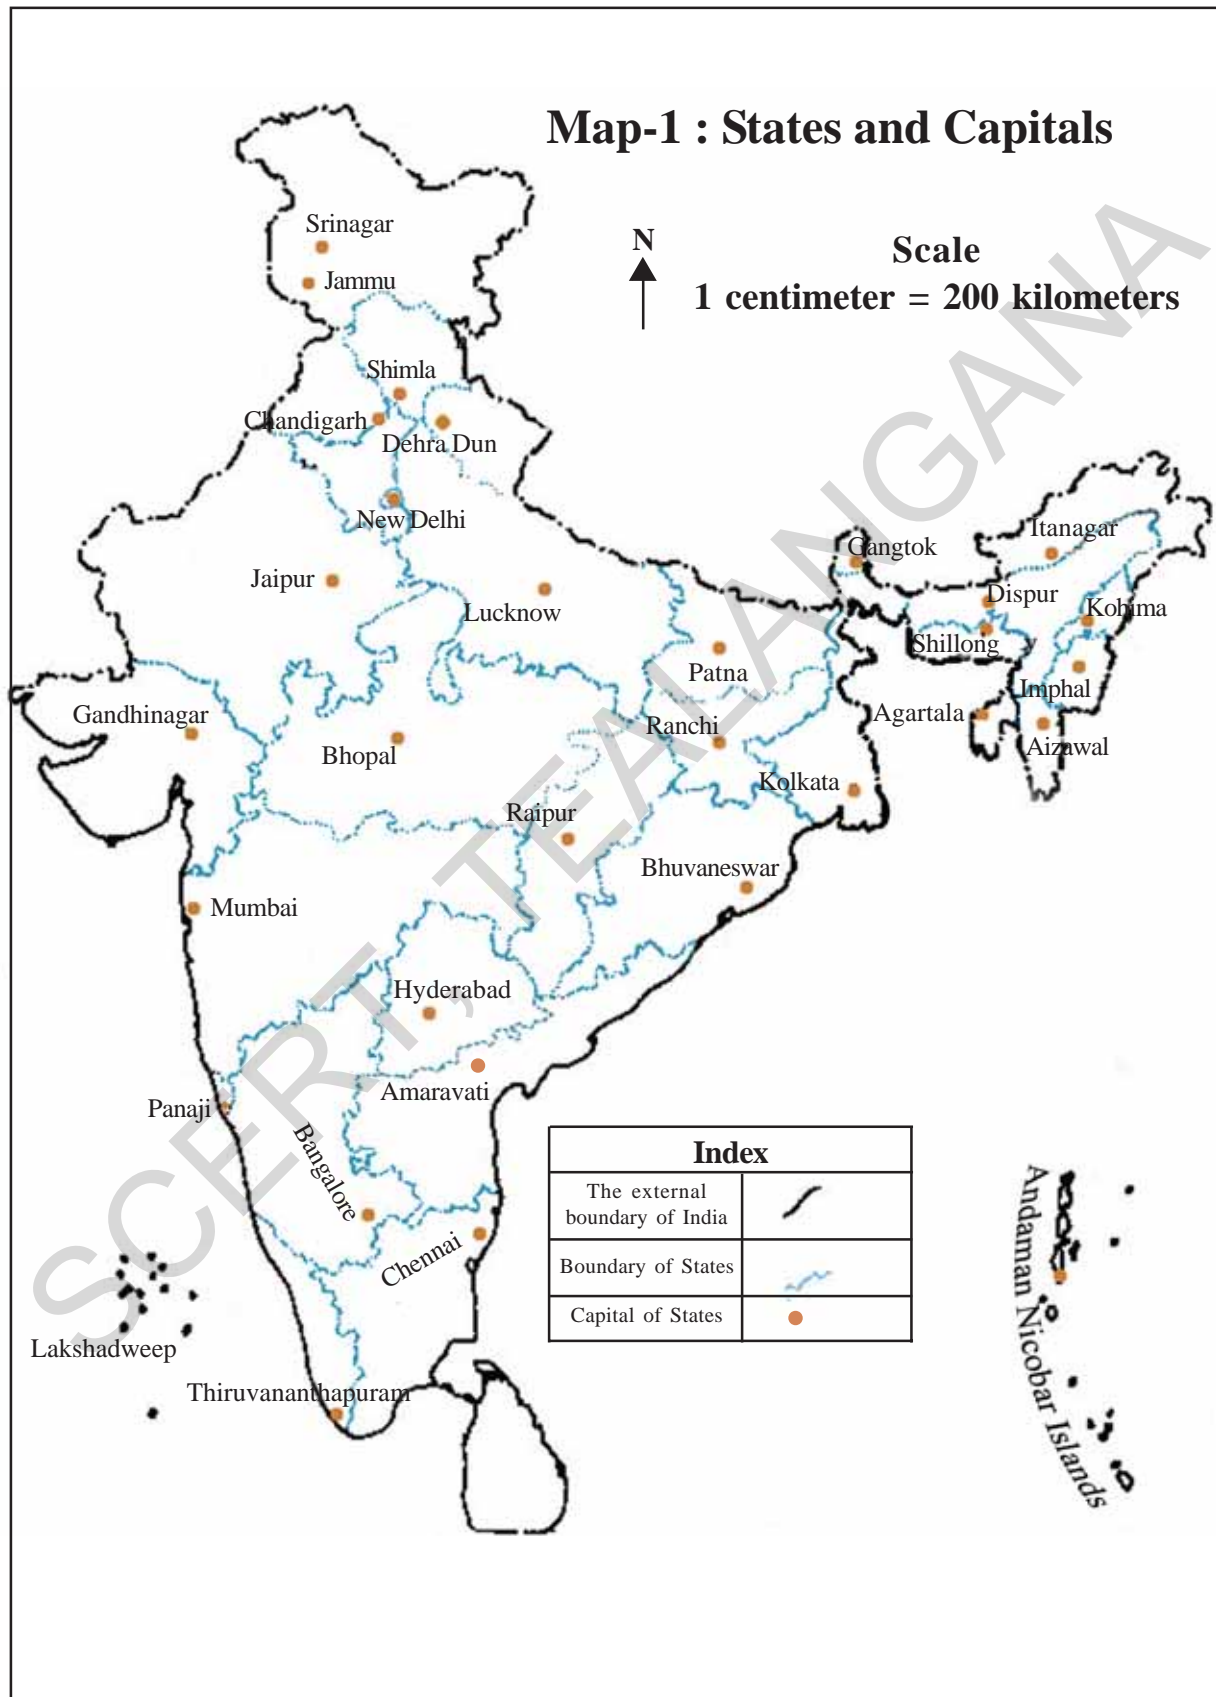 Map-1 : States and Capitals
N
Scale
1 centimeter = 200 kilometers
Srinagar
Jammu
Shimla
Chandigarh
Dehra Dun
New Delhi
Jaipur
Lucknow
Gangtok
Itanagar
Dispur
Kohima
Shillong
Patna
Imphal
Gandhinagar
Agartala
Ranchi
Aizawal
Bhopal
Kolkata
Raipur
Bhuvaneswar
Mumbai
Hyderabad
Amaravati
Panaji
Bangalore
Chennai
Index
The external
boundary of India
Boundary of States
Capital of States
Andaman Nicobar Islands
Lakshadweep
Thiruvananthapuram
SCERT, TEALANGANA